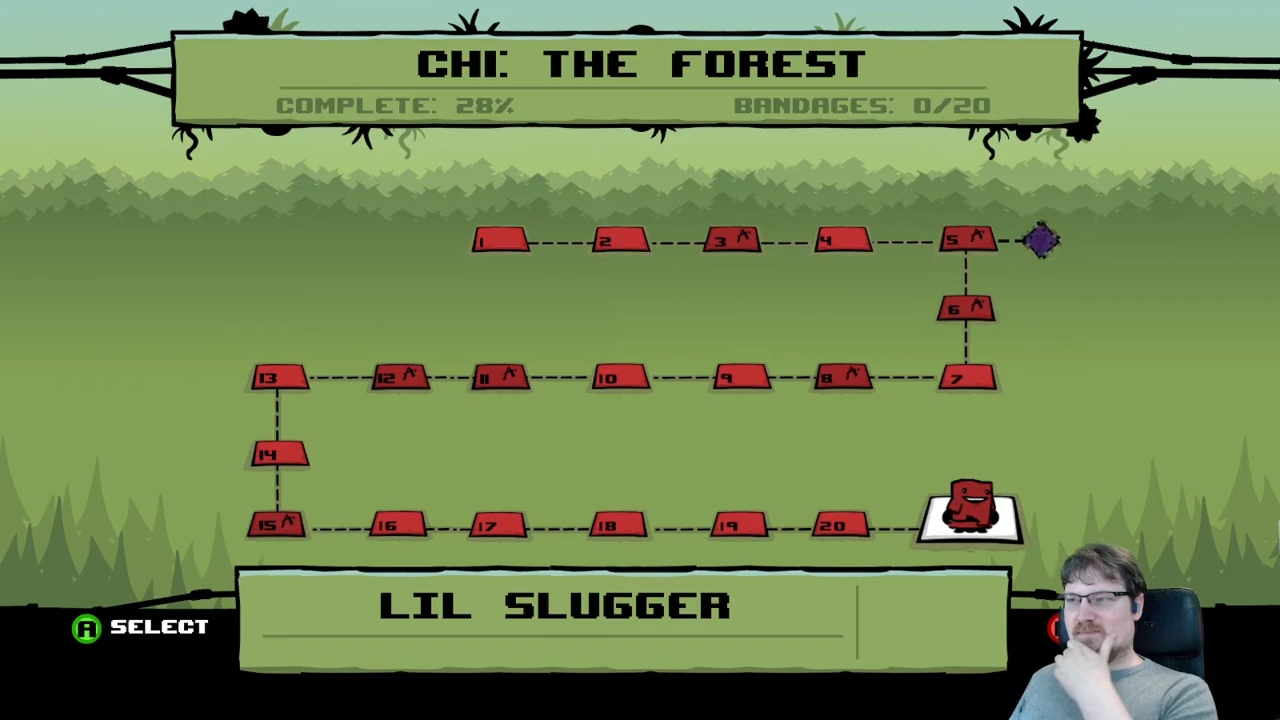 CH1: THE FOREST
COMPLETE: 28% BANDAGES: 0/20
1 2 3 A+ 4 5 A+
6 A+
13 12 A+ 11 A+ 10 9 8 A+ 7
14
15 A+ 16 17 18 19 20
LIL SLUGGER
A SELECT